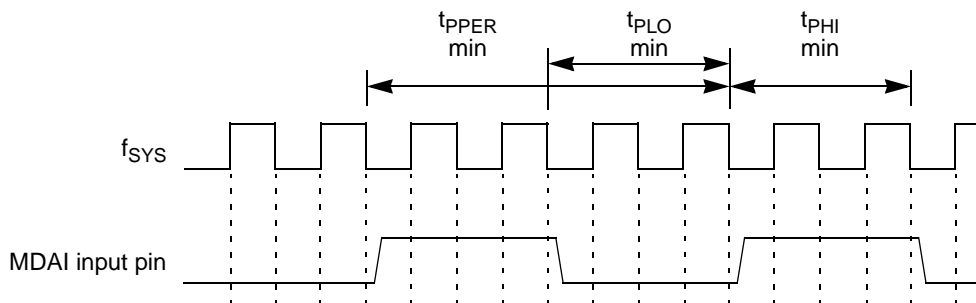 tPPER
min
tPLO
min
tPHI
min
fSYS
MDAI input pin